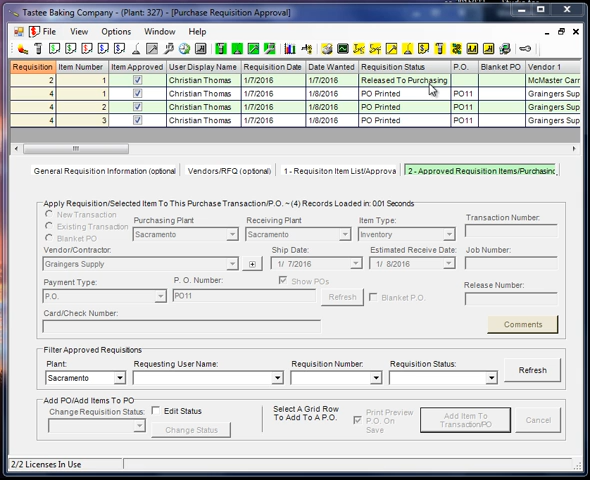 Tastee Baking Company - (Plant: 327) - [Purchase Requisition Approval]
File View Options Window Help
Requisition Item Number Item Approved User Display Name Requisition Date Date Wanted Requisition Status P.O. Blanket PO Vendor 1
2 1 Christian Thomas 1/7/2016 1/7/2016 Released To Purchasing McMaster Carr
4 1 Christian Thomas 1/7/2016 1/8/2016 PO Printed PO11 Graingers Sup
4 2 Christian Thomas 1/7/2016 1/8/2016 PO Printed PO11 Graingers Sup
4 3 Christian Thomas 1/7/2016 1/8/2016 PO Printed PO11 Graingers Sup
General Requisition Information (optional Vendors/RFQ (optional) 1 - Requisiton Item List/Approva 2 - Approved Requisition Items/Purchasing
Apply Requisition/Selected Item To This Purchase Transaction/P.O. ~ (4) Records Loaded in: 0.01 Seconds
New Transaction
Existing Transaction
Blanket PO
Purchasing Plant Receiving Plant Item Type: Transaction Number:
Sacramento Sacramento Inventory
Vendor/Contractor: Ship Date: Estimated Receive Date: Job Number:
Graingers Supply 1/ 7/2016 1/ 8/2016
Payment Type: P. O. Number: Show POs Release Number:
P.O. PO11 Refresh Blanket P.O.
Card/Check Number:
Comments
Filter Approved Requisitions
Plant: Requesting User Name: Requisition Number: Requisition Status:
Sacramento Refresh
Add PO/Add Items To PO
Change Requisition Status: Edit Status
Change Status
Select A Grid Row
To Add To A P.O.
Print Preview
P.O. On
Save
Add Item To
Transaction/PO
Cancel
2/2 Licenses In Use